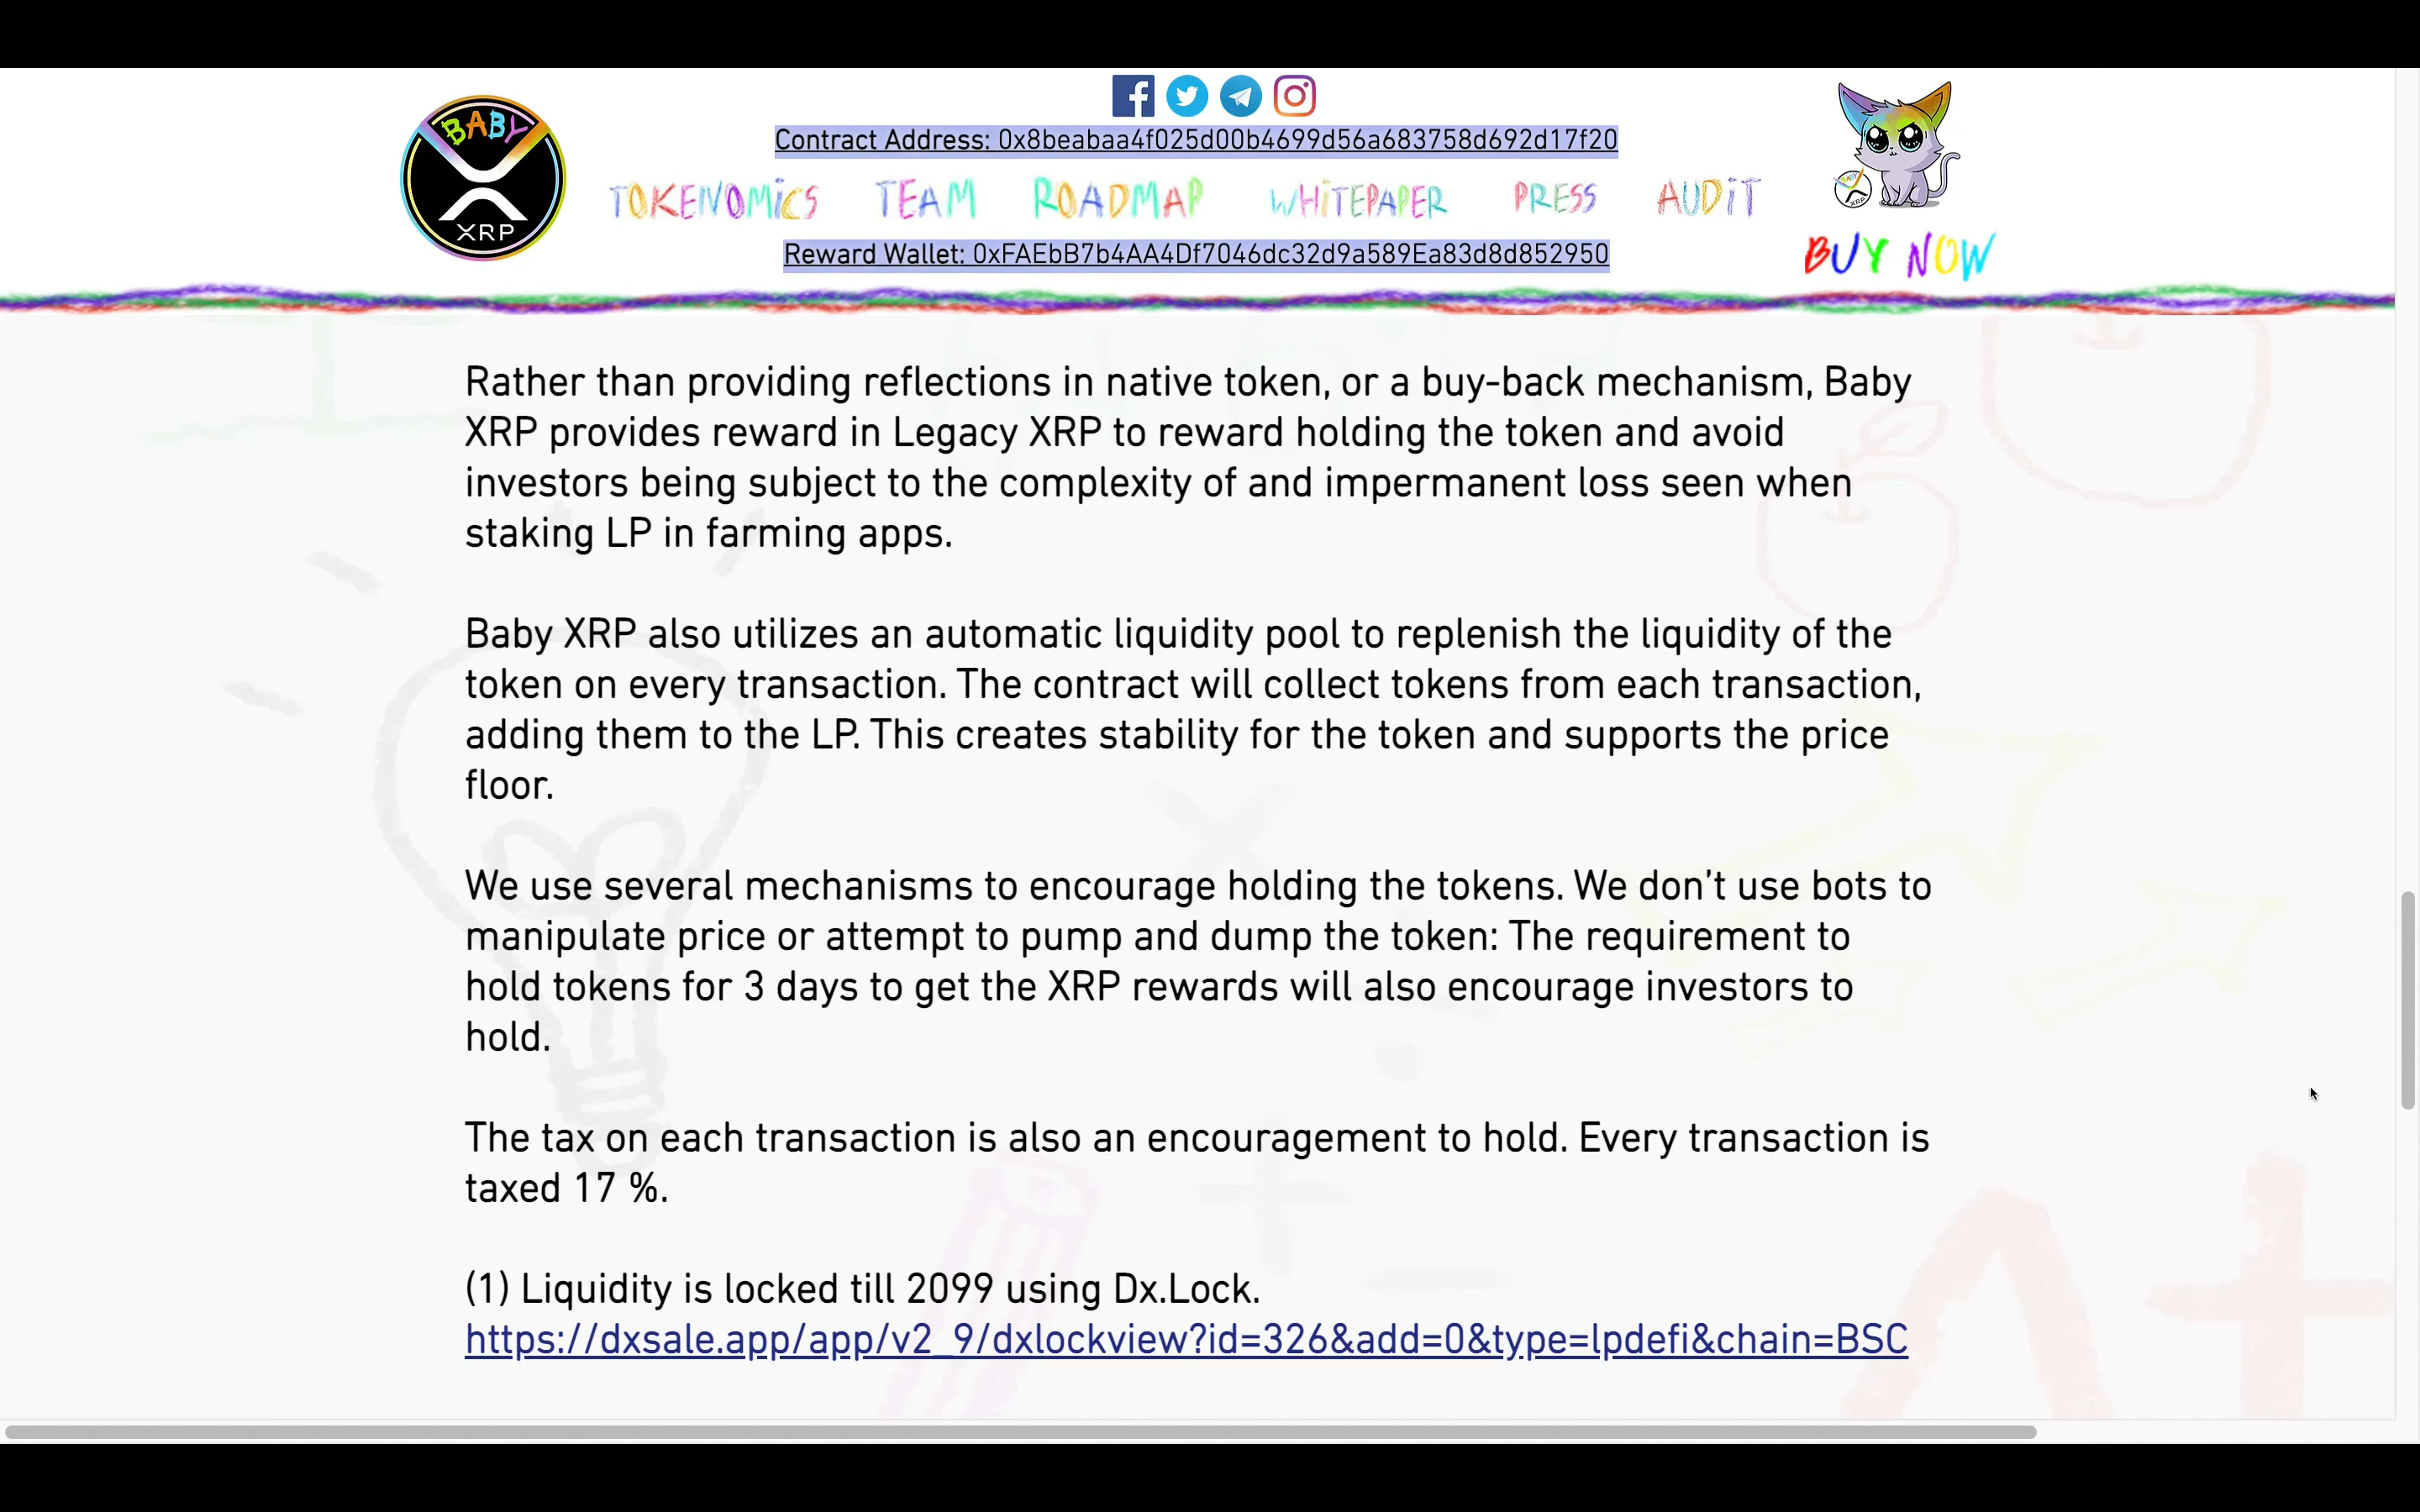 BABY
XRP
Contract Address: 0x8beabaa4f025d00b4699d56a683758d692d17f20
TOKENOMICS TEAM ROADMAP WHITEPAPER PRESS AUDIT
BABY
XRP
Reward Wallet: 0xFAEbB7b4AA4Df7046dc32d9a589Ea83d8d852950
BUY NOW
Rather than providing reflections in native token, or a buy-back mechanism, Baby
XRP provides reward in Legacy XRP to reward holding the token and avoid
investors being subject to the complexity of and impermanent loss seen when
staking LP in farming apps.
Baby XRP also utilizes an automatic liquidity pool to replenish the liquidity of the
token on every transaction. The contract will collect tokens from each transaction,
adding them to the LP. This creates stability for the token and supports the price
floor.
We use several mechanisms to encourage holding the tokens. We don't use bots to
manipulate price or attempt to pump and dump the token: The requirement to
hold tokens for 3 days to get the XRP rewards will also encourage investors to
hold.
The tax on each transaction is also an encouragement to hold. Every transaction is
taxed 17 %.
(1) Liquidity is locked till 2099 using Dx.Lock.
https://dxsale.app/app/v2_9/dxlockview?id=326&add=0&type=lpdefi&chain=BSC
A+